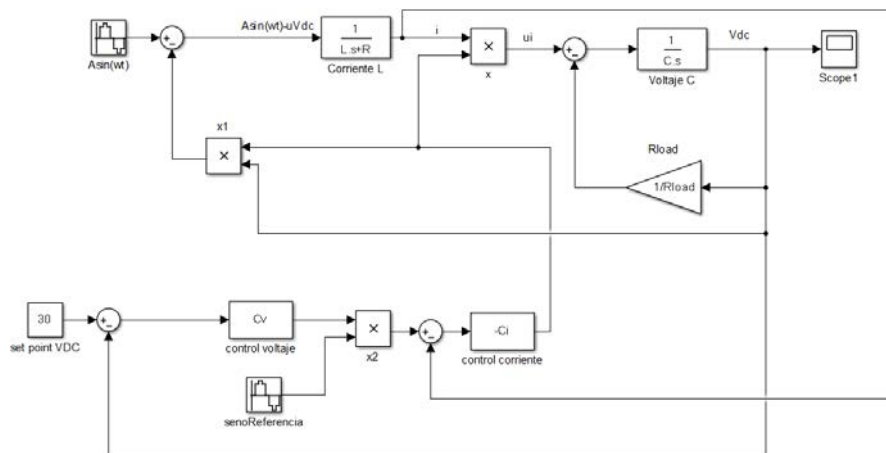 Asin(wt)
+
-
Asin(wt)-uVdc
1
L.s+R
Corriente L
i
×
x
ui
+
-
1
C.s
Voltaje C
Vdc
Scope1
x1
×
Rload
1/Rload
30
set point VDC
+
-
Cv
control voltaje
×
x2
+
-
-Ci
control corriente
senoReferencia